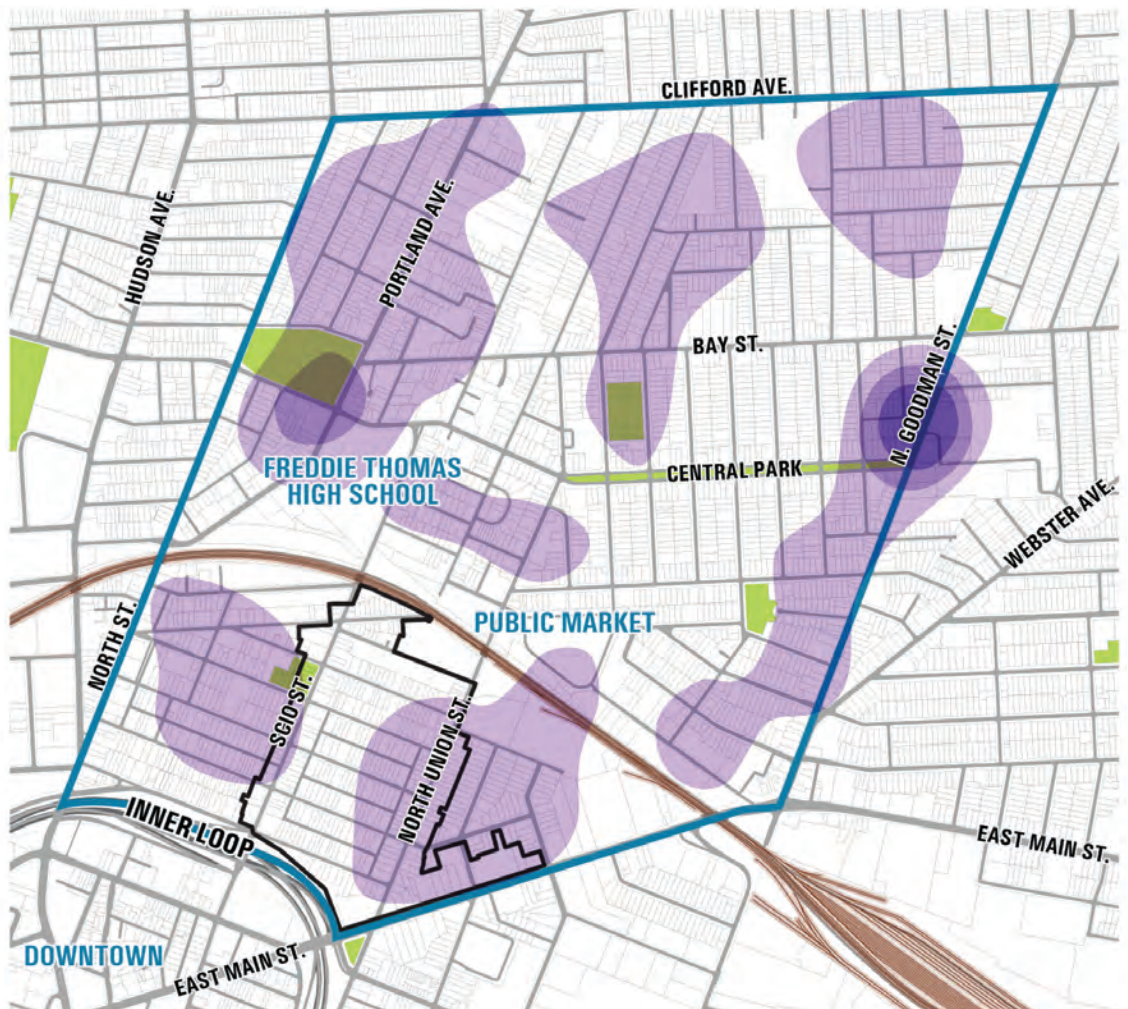 CLIFFORD AVE.
HUDSON AVE.
PORTLAND AVE.
BAY ST.
N. GOODMAN ST.
CENTRAL PARK
FREDDIE THOMAS
HIGH SCHOOL
WEBSTER AVE.
PUBLIC MARKET
NORTH ST.
SCIO ST.
NORTH UNION ST.
INNER LOOP
EAST MAIN ST.
DOWNTOWN
EAST MAIN ST.